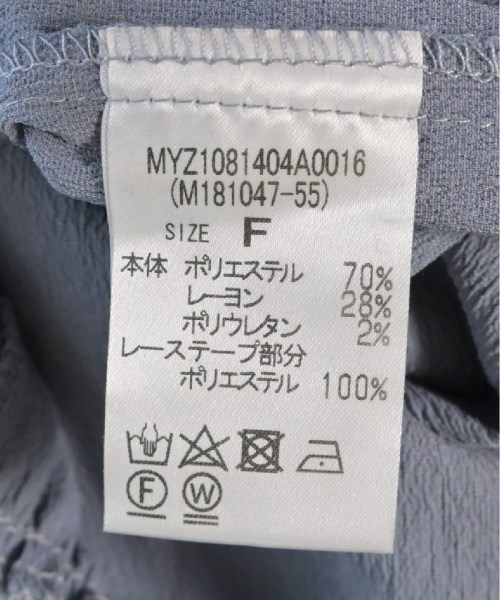 MYZ1081404A0016
(M181047-55)
SIZE F
本体 ポリエステル 70%
レーヨン 28%
ポリウレタン 2%
レーステープ部分
ポリエステル 100%
F W